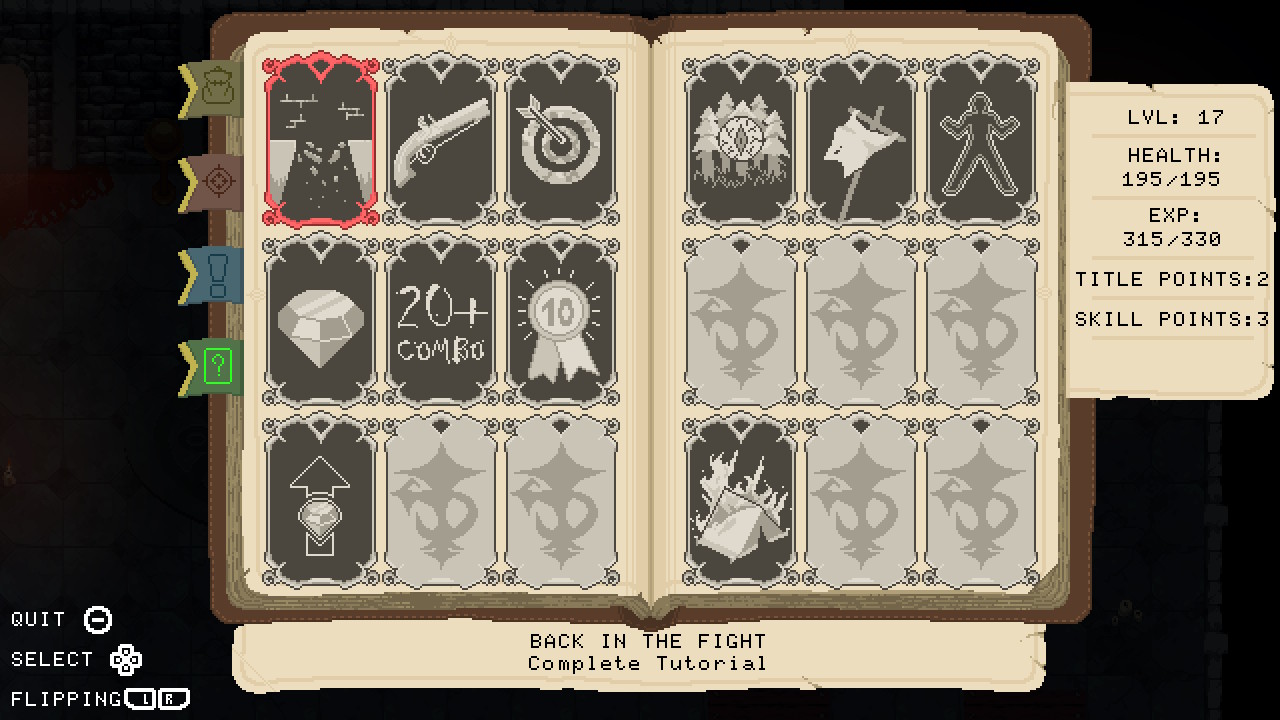 20+
COMBO
10
LVL: 17
HEALTH:
195/195
EXP:
315/330
TITLE POINTS:2
SKILL POINTS:3
?
QUIT
SELECT
FLIPPING L R
BACK IN THE FIGHT
Complete Tutorial